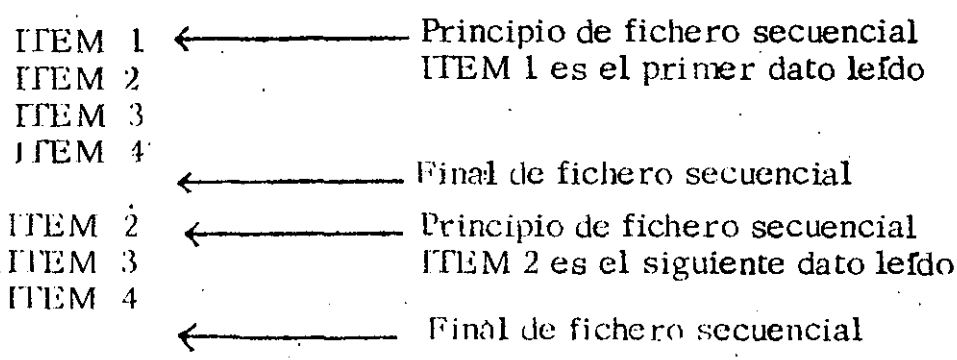 ITEM 1 ← Principio de fichero secuencial
ITEM 2 ITEM 1 es el primer dato leído
ITEM 3
ITEM 4
← Final de fichero secuencial
ITEM 2 ← Principio de fichero secuencial
ITEM 3 ITEM 2 es el siguiente dato leído
ITEM 4
← Final de fichero secuencial